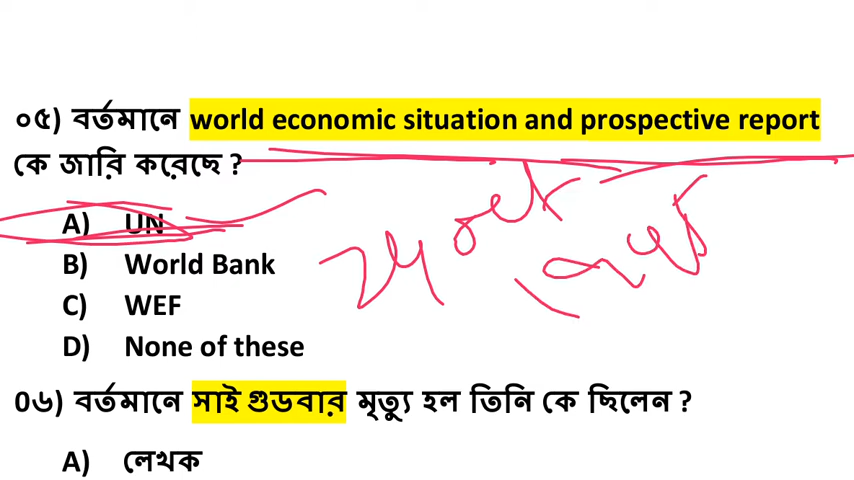 ০৫) বর্তমানে world economic situation and prospective report
কে জারি করেছে ?
A) UN
B) World Bank
C) WEF
D) None of these
0৬) বর্তমানে সাই গুডবার মৃত্যু হল তিনি কে ছিলেন ?
A) লেখক